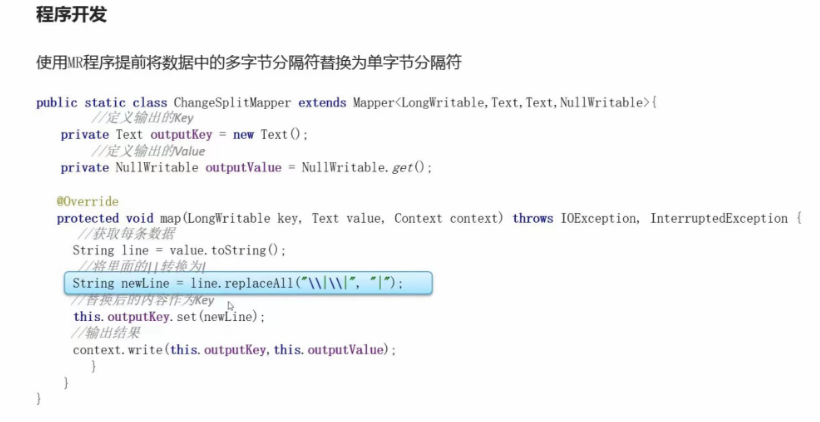 程序开发
使用MR程序提前将数据中的多字节分隔符替换为单字节分隔符
public static class ChangeSplitMapper extends Mapper<LongWritable,Text,Text,NullWritable>{
//定义输出的Key
private Text outputKey = new Text();
//定义输出的Value
private NullWritable outputValue = NullWritable.get();
@Override
protected void map(LongWritable key, Text value, Context context) throws IOException, InterruptedException {
//获取每条数据
String line = value.toString();
//将里面的||转换为|
String newLine = line.replaceAll("\\|\\|", "|");
//替换后的内容作为Key
this.outputKey.set(newLine);
//输出结果
context.write(this.outputKey,this.outputValue);
}
}
}